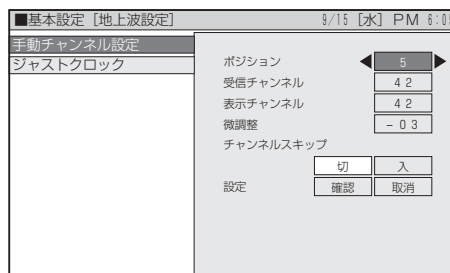 ■基本設定［地上波設定］ 9/15［水］PM 6:0
手動チャンネル設定
ジャストクロック
ポジション ◀ 5 ▶
受信チャンネル 42
表示チャンネル 42
微調整 －03
チャンネルスキップ
切 入
設定 確認 取消